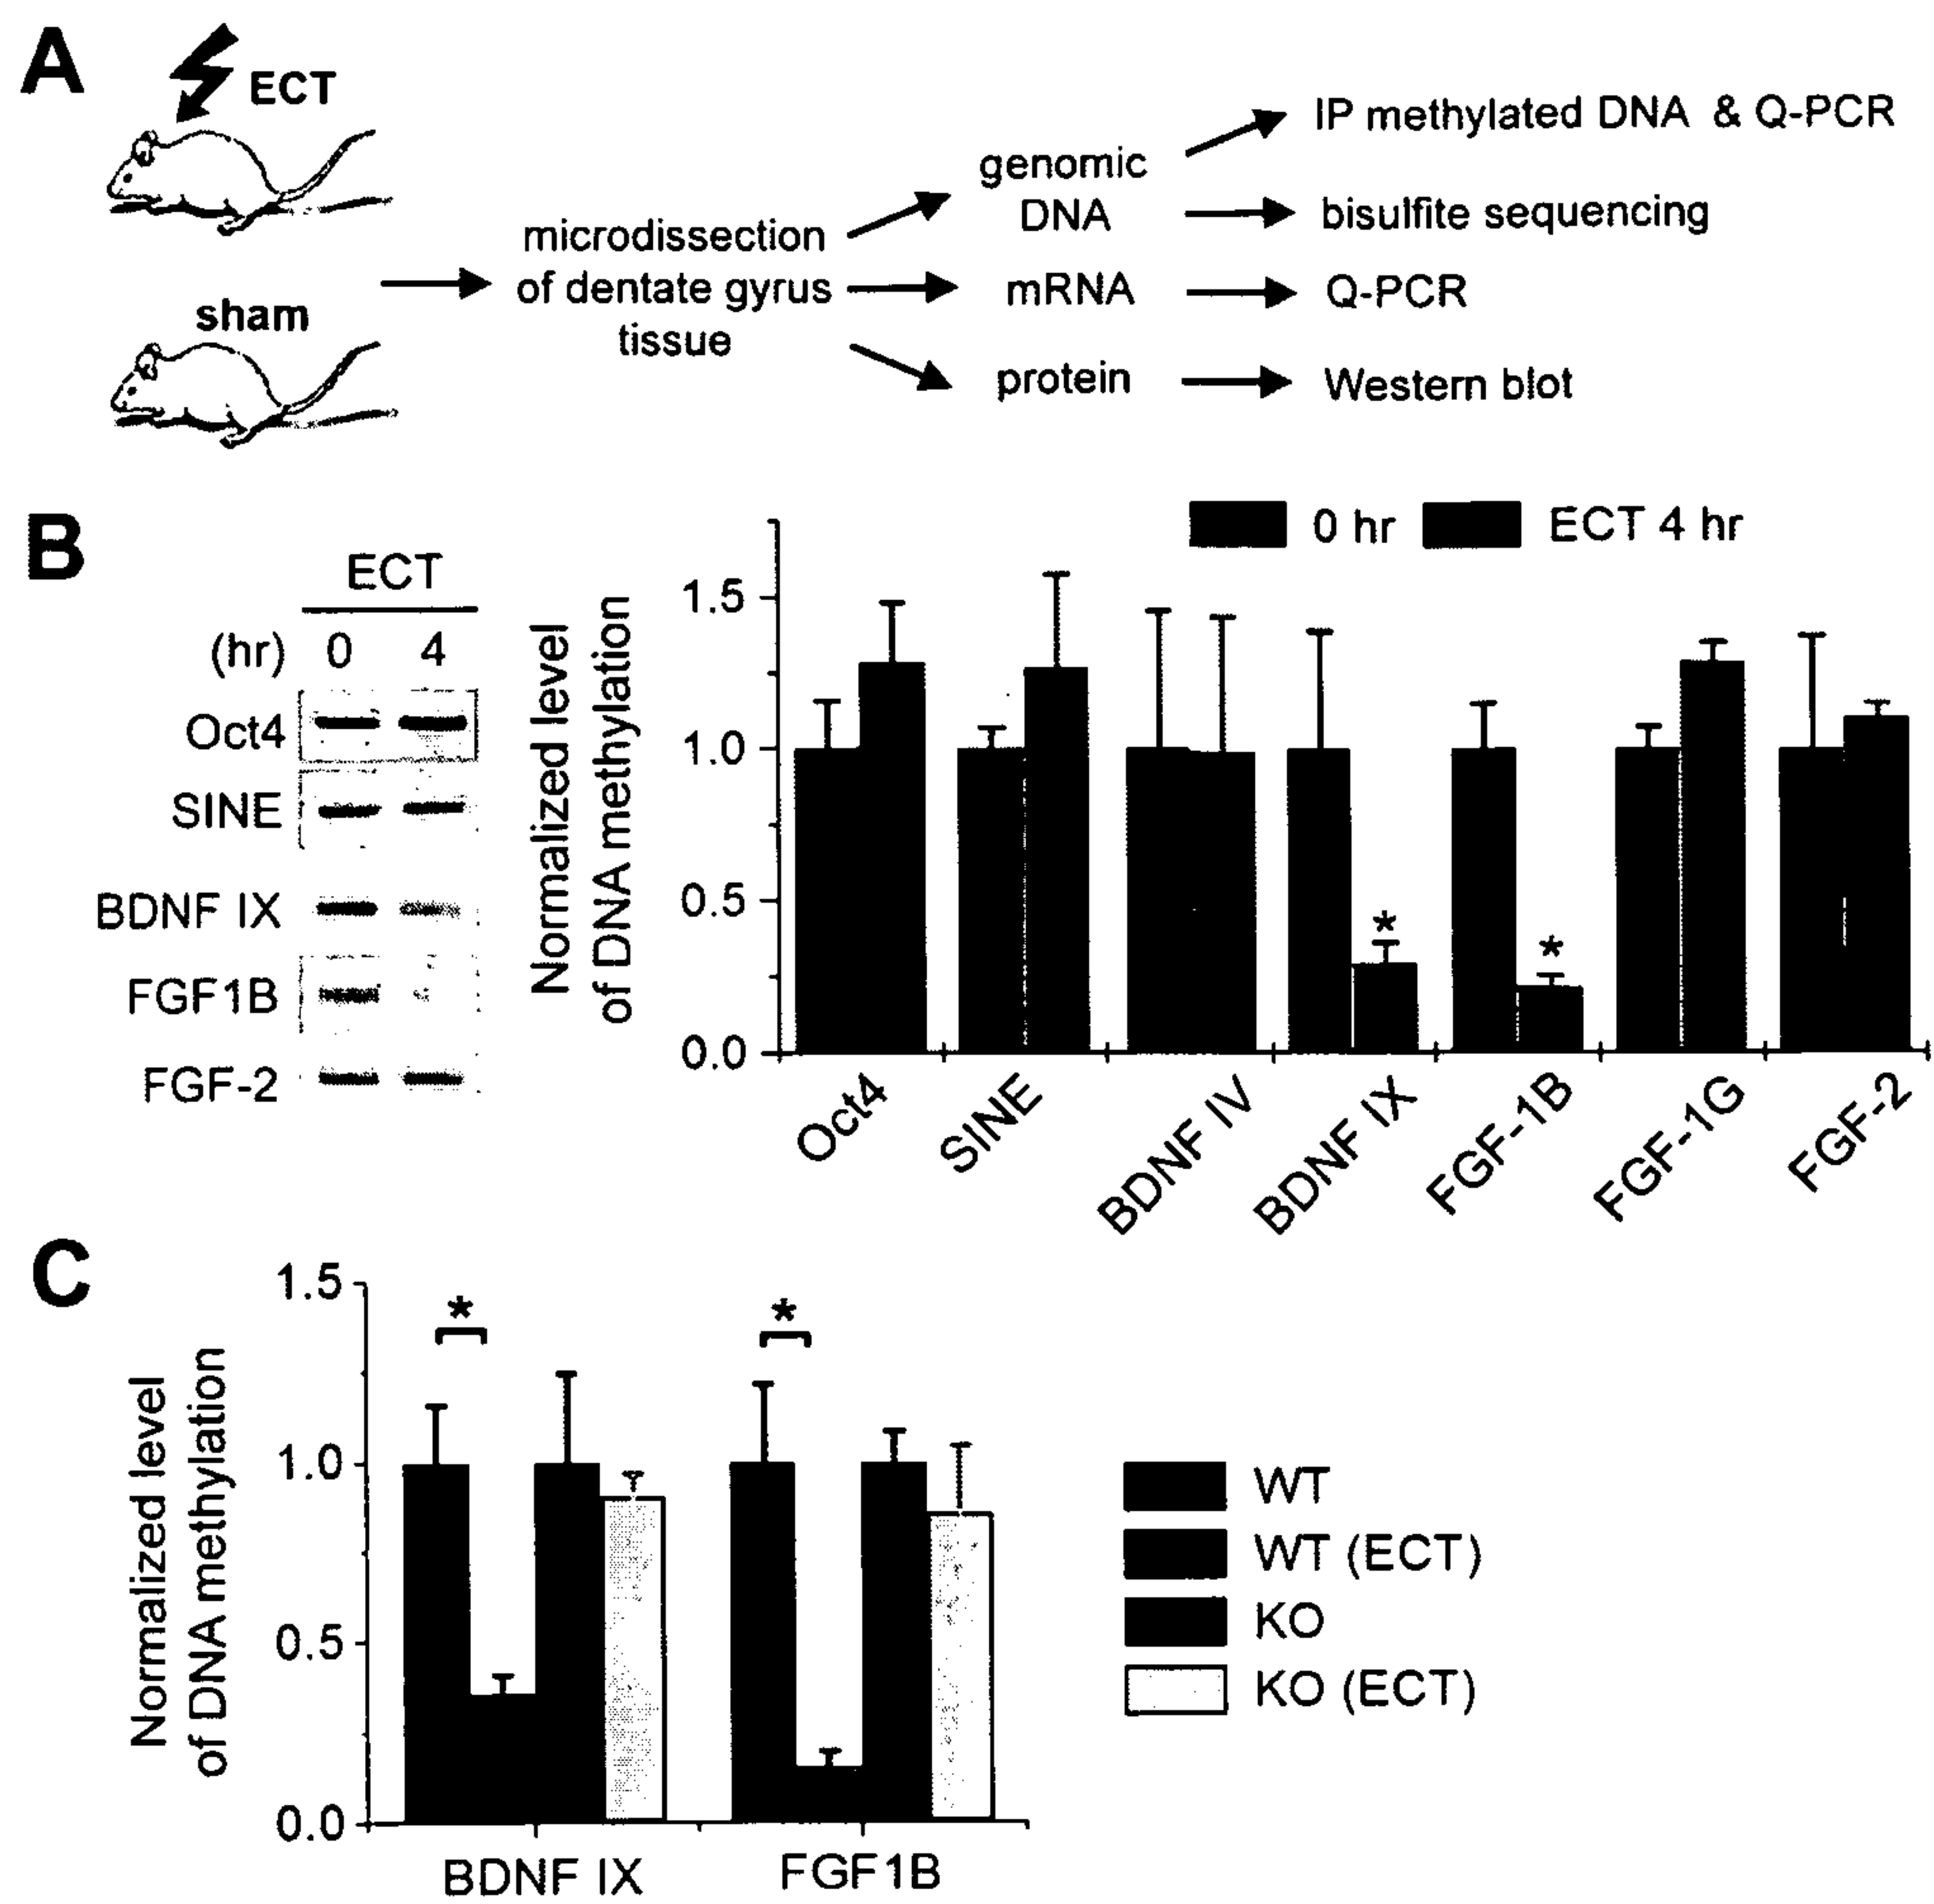 A
ECT
sham
microdissection
of dentate gyrus
tissue
genomic
DNA
mRNA
protein
IP methylated DNA & Q-PCR
bisulfite sequencing
Q-PCR
Western blot
B
ECT
(hr) 0 4
Oct4
SINE
BDNF IX
FGF1B
FGF-2
0 hr ECT 4 hr
Normalized level
of DNA methylation
1.5
1.0
0.5
0.0
* *
Oct4 SINE BDNF IV BDNF IX FGF-1B FGF-1G FGF-2
C
Normalized level
of DNA methylation
1.5
1.0
0.5
0.0
* *
BDNF IX FGF1B
WT
WT (ECT)
KO
KO (ECT)